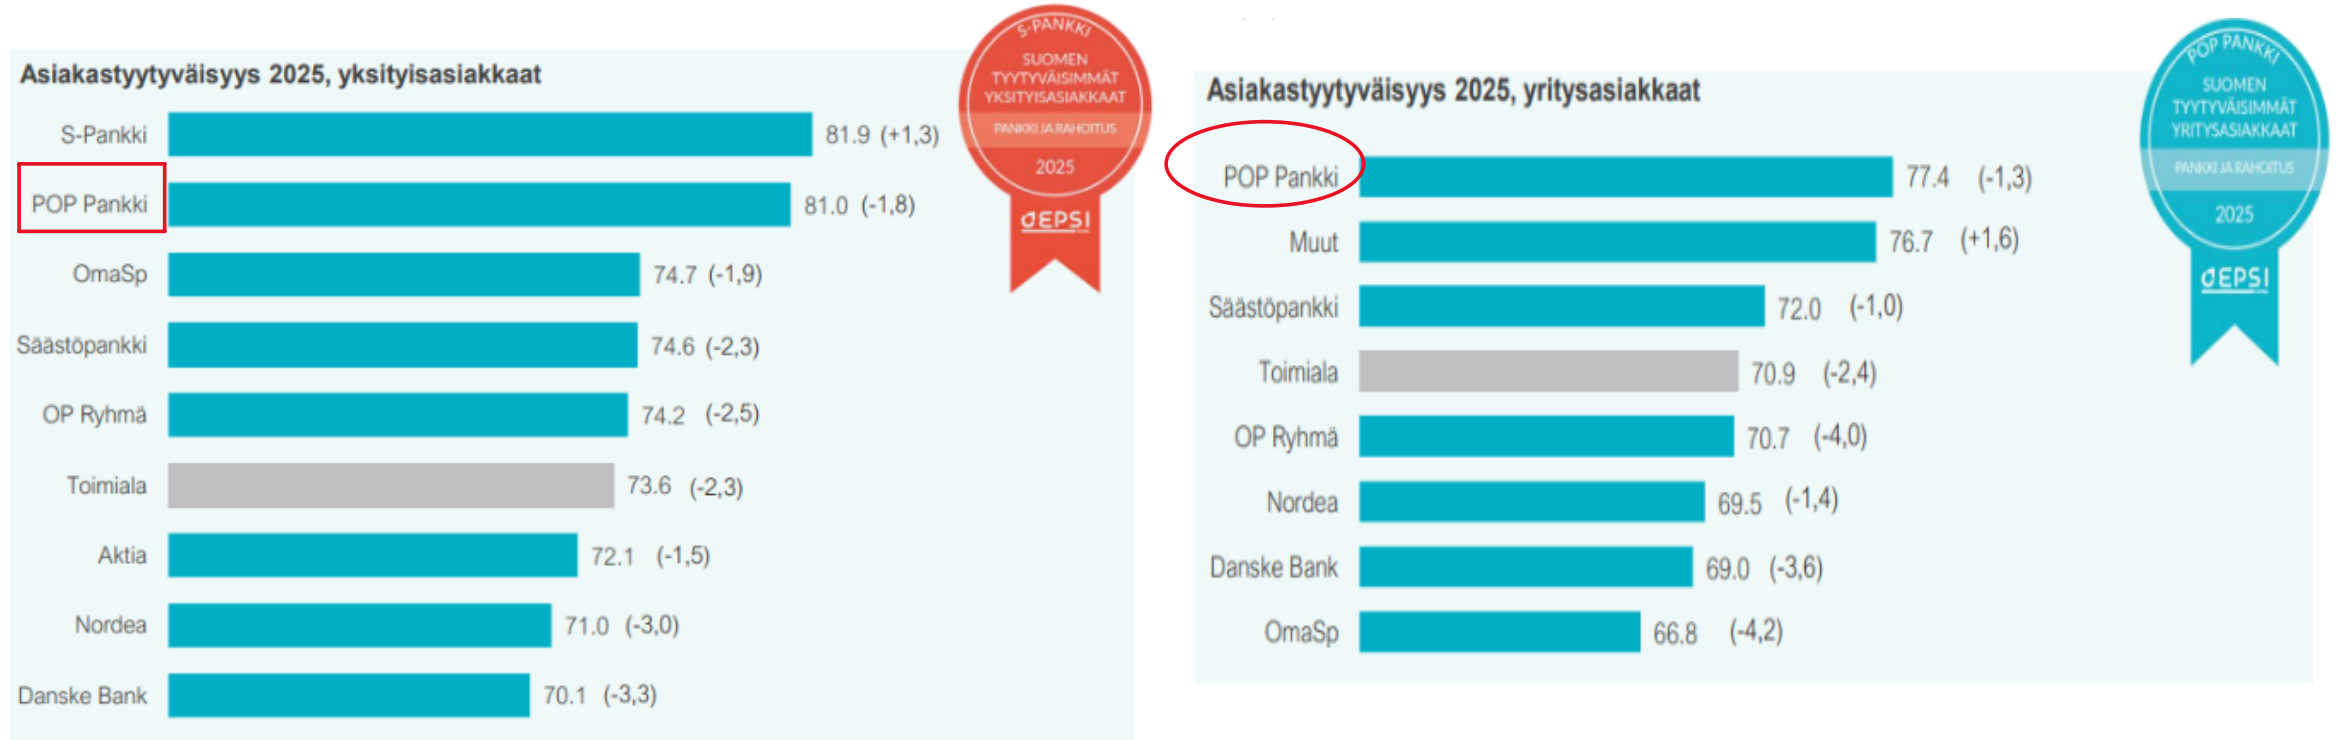 Asiakastyytyväisyys 2025, yksityisasiakkaat
S-Pankki 81.9 (+1,3)
POP Pankki 81.0 (-1,8)
OmaSp 74.7 (-1,9)
Säästöpankki 74.6 (-2,3)
OP Ryhmä 74.2 (-2,5)
Toimiala 73.6 (-2,3)
Aktia 72.1 (-1,5)
Nordea 71.0 (-3,0)
Danske Bank 70.1 (-3,3)
S-PANKKI
SUOMEN
TYYTYVÄISIMMÄT
YKSITYISASIAKKAAT
PANKKI JA RAHOITUS
2025
EPSI
Asiakastyytyväisyys 2025, yritysasiakkaat
POP Pankki 77.4 (-1,3)
Muut 76.7 (+1,6)
Säästöpankki 72.0 (-1,0)
Toimiala 70.9 (-2,4)
OP Ryhmä 70.7 (-4,0)
Nordea 69.5 (-1,4)
Danske Bank 69.0 (-3,6)
OmaSp 66.8 (-4,2)
POP PANKKI
SUOMEN
TYYTYVÄISIMMÄT
YRITYSASIAKKAAT
PANKKI JA RAHOITUS
2025
EPSI